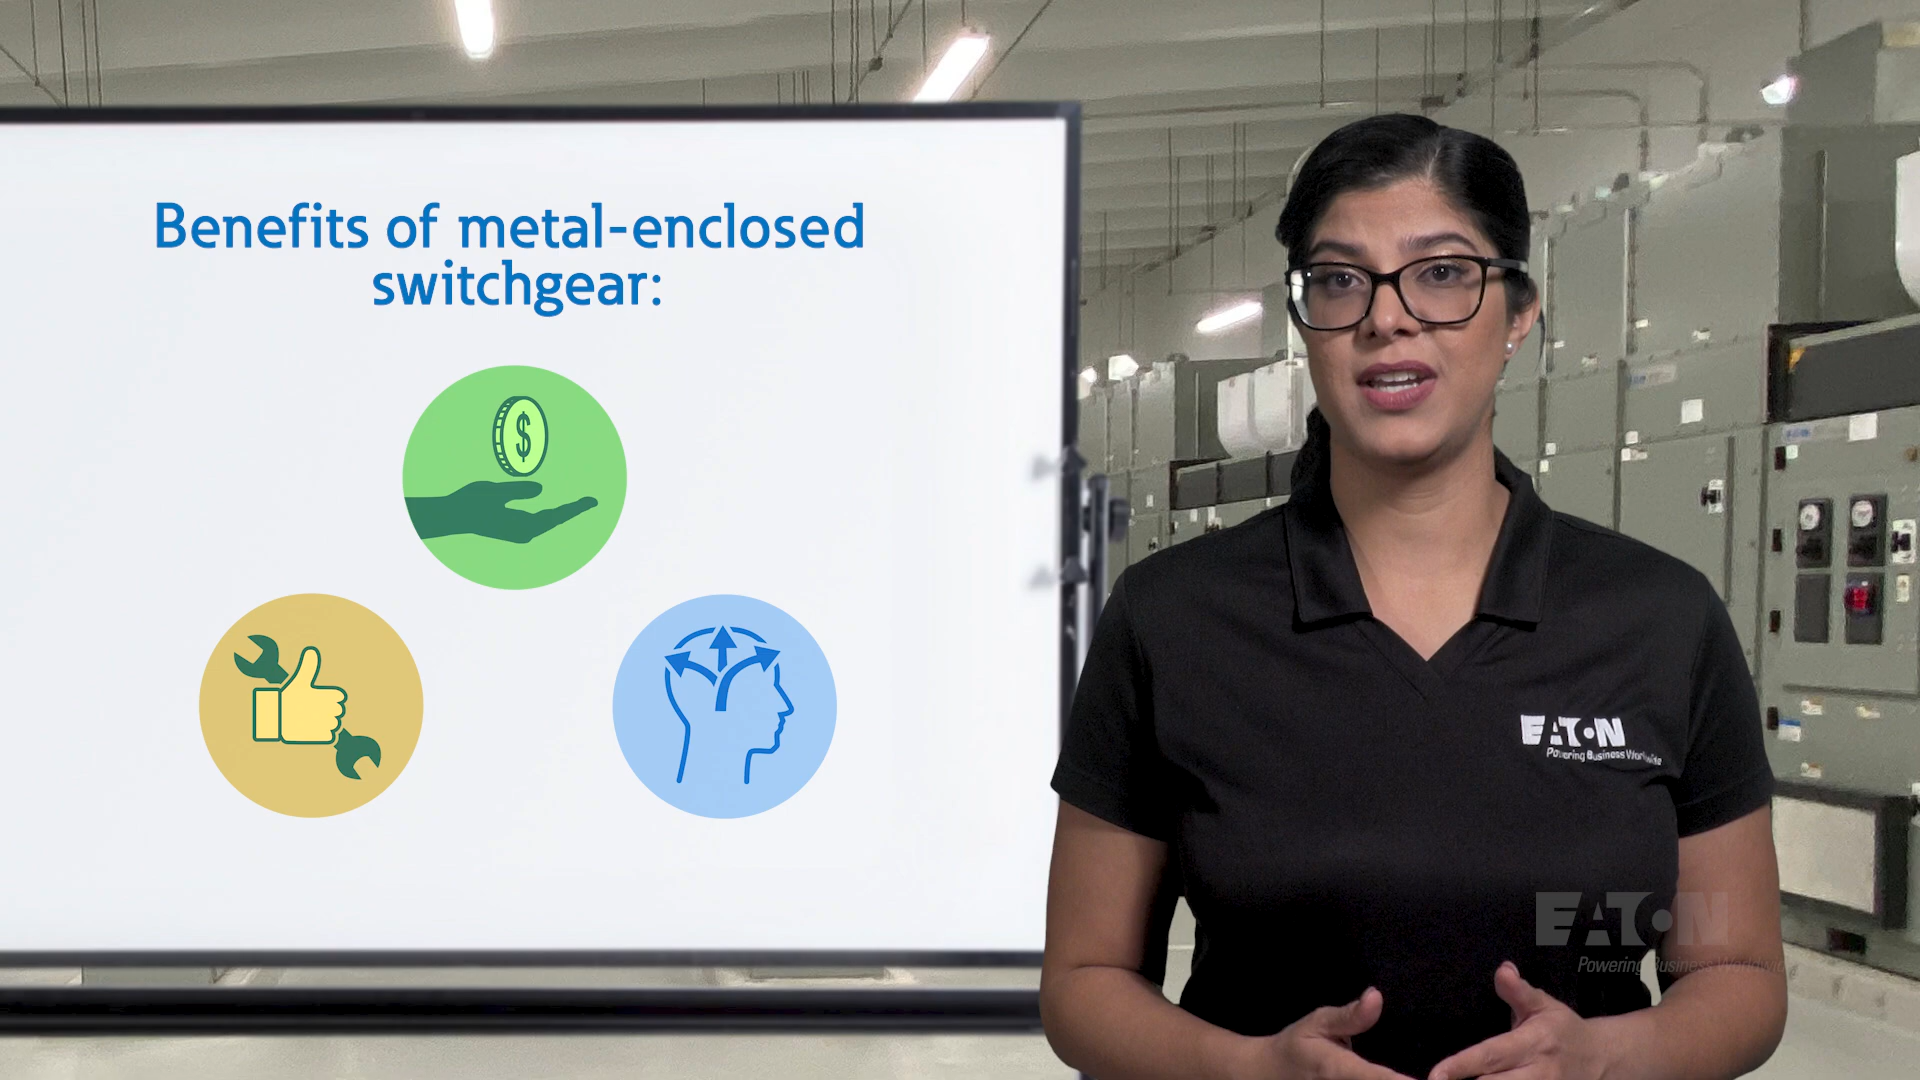 Benefits of metal-enclosed
switchgear:
$
EATON
Powering Business Worldwide
EATON
Powering Business Worldwide